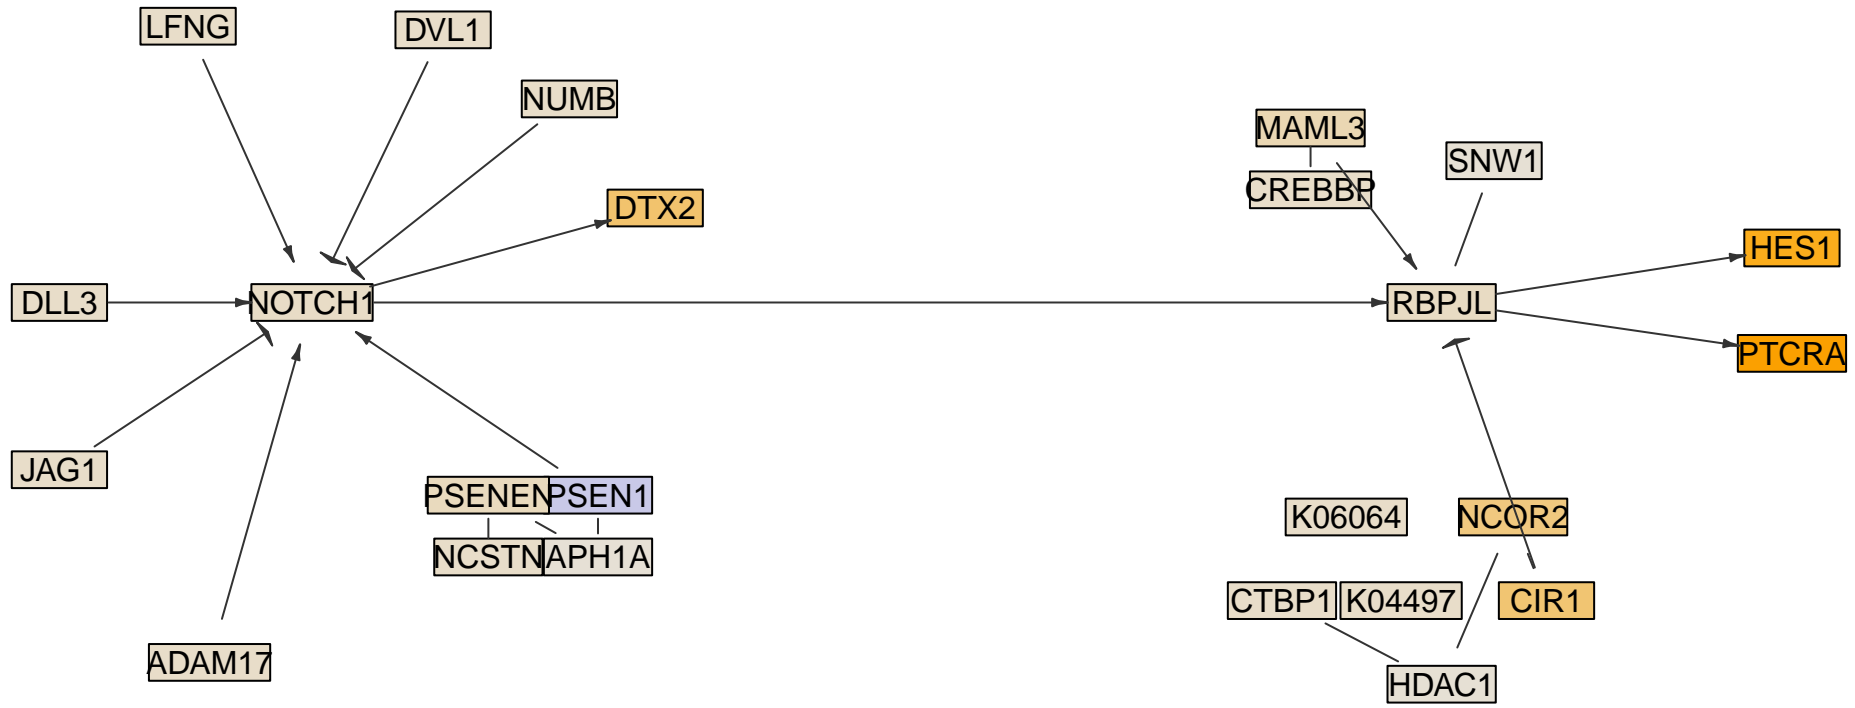 LFNG
DVL1
NUMB
MAML3
SNW1
CREBBP
DTX2
HES1
DLL3
NOTCH1
RBPJL
PTCRA
JAG1
PSENEN
PSEN1
K06064
NCOR2
NCSTN
APH1A
CTBP1
K04497
CIR1
ADAM17
HDAC1